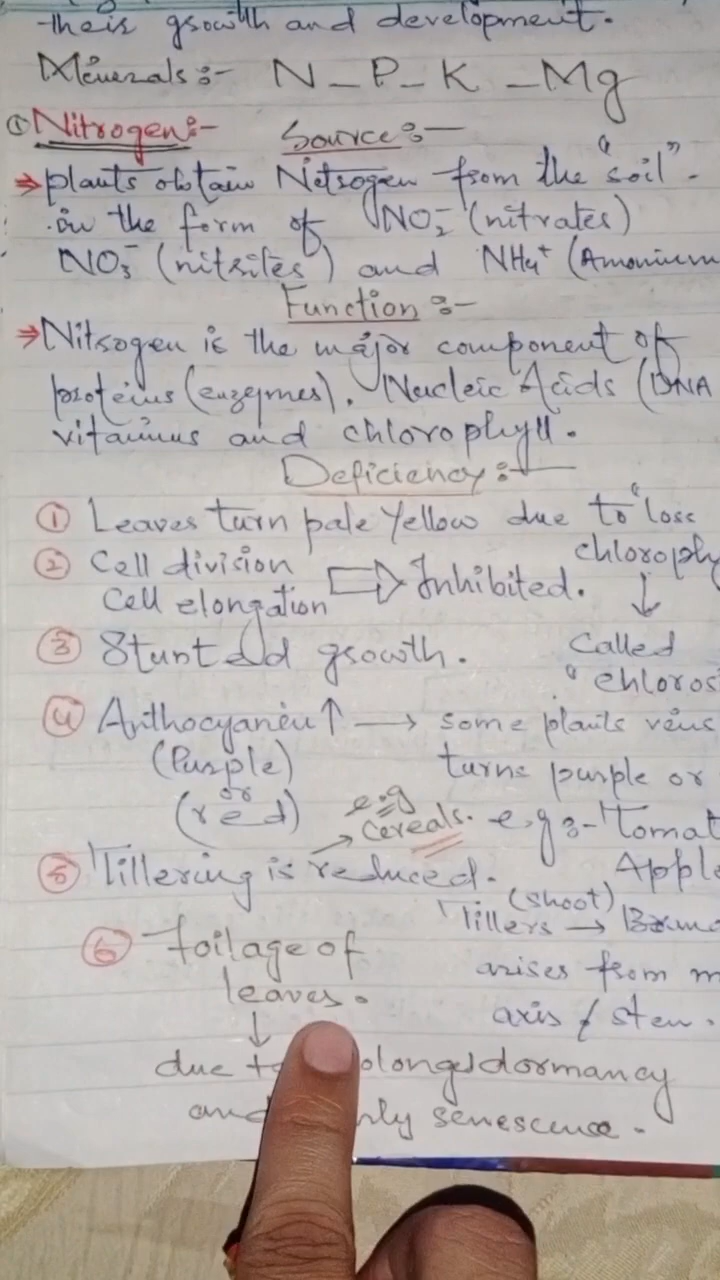 their growth and development.
Minerals :- N - P - K - Mg
① Nitrogen :- Source :-
⇒ plants obtain Nitrogen from the "soil" -
in the form of NO₂⁻ (nitrates)
NO₃⁻ (nitrites) and NH₄⁺ (Amonium
Function :-
⇒ Nitrogen is the major component of
proteins (enzymes). Nucleic Acids (DNA
vitamins and chlorophyll.
Deficiency :-
① Leaves turn pale Yellow due to "loss
chlorophy
↓
called
"chloros
② Cell division
Cell elongation ⇒ Inhibited.
③ Stunted growth.
④ Anthocyanin ↑ → some plants veins
(Purple) turns purple or
or
(red)
e.g :- Tomat
Apple
⑤ Tillering is reduced. → e.g cereals.
Tillers (shoot) →
arises from m
axis / stem.
⑥ foilage of
leaves.
↓
due dormancy
senescence.